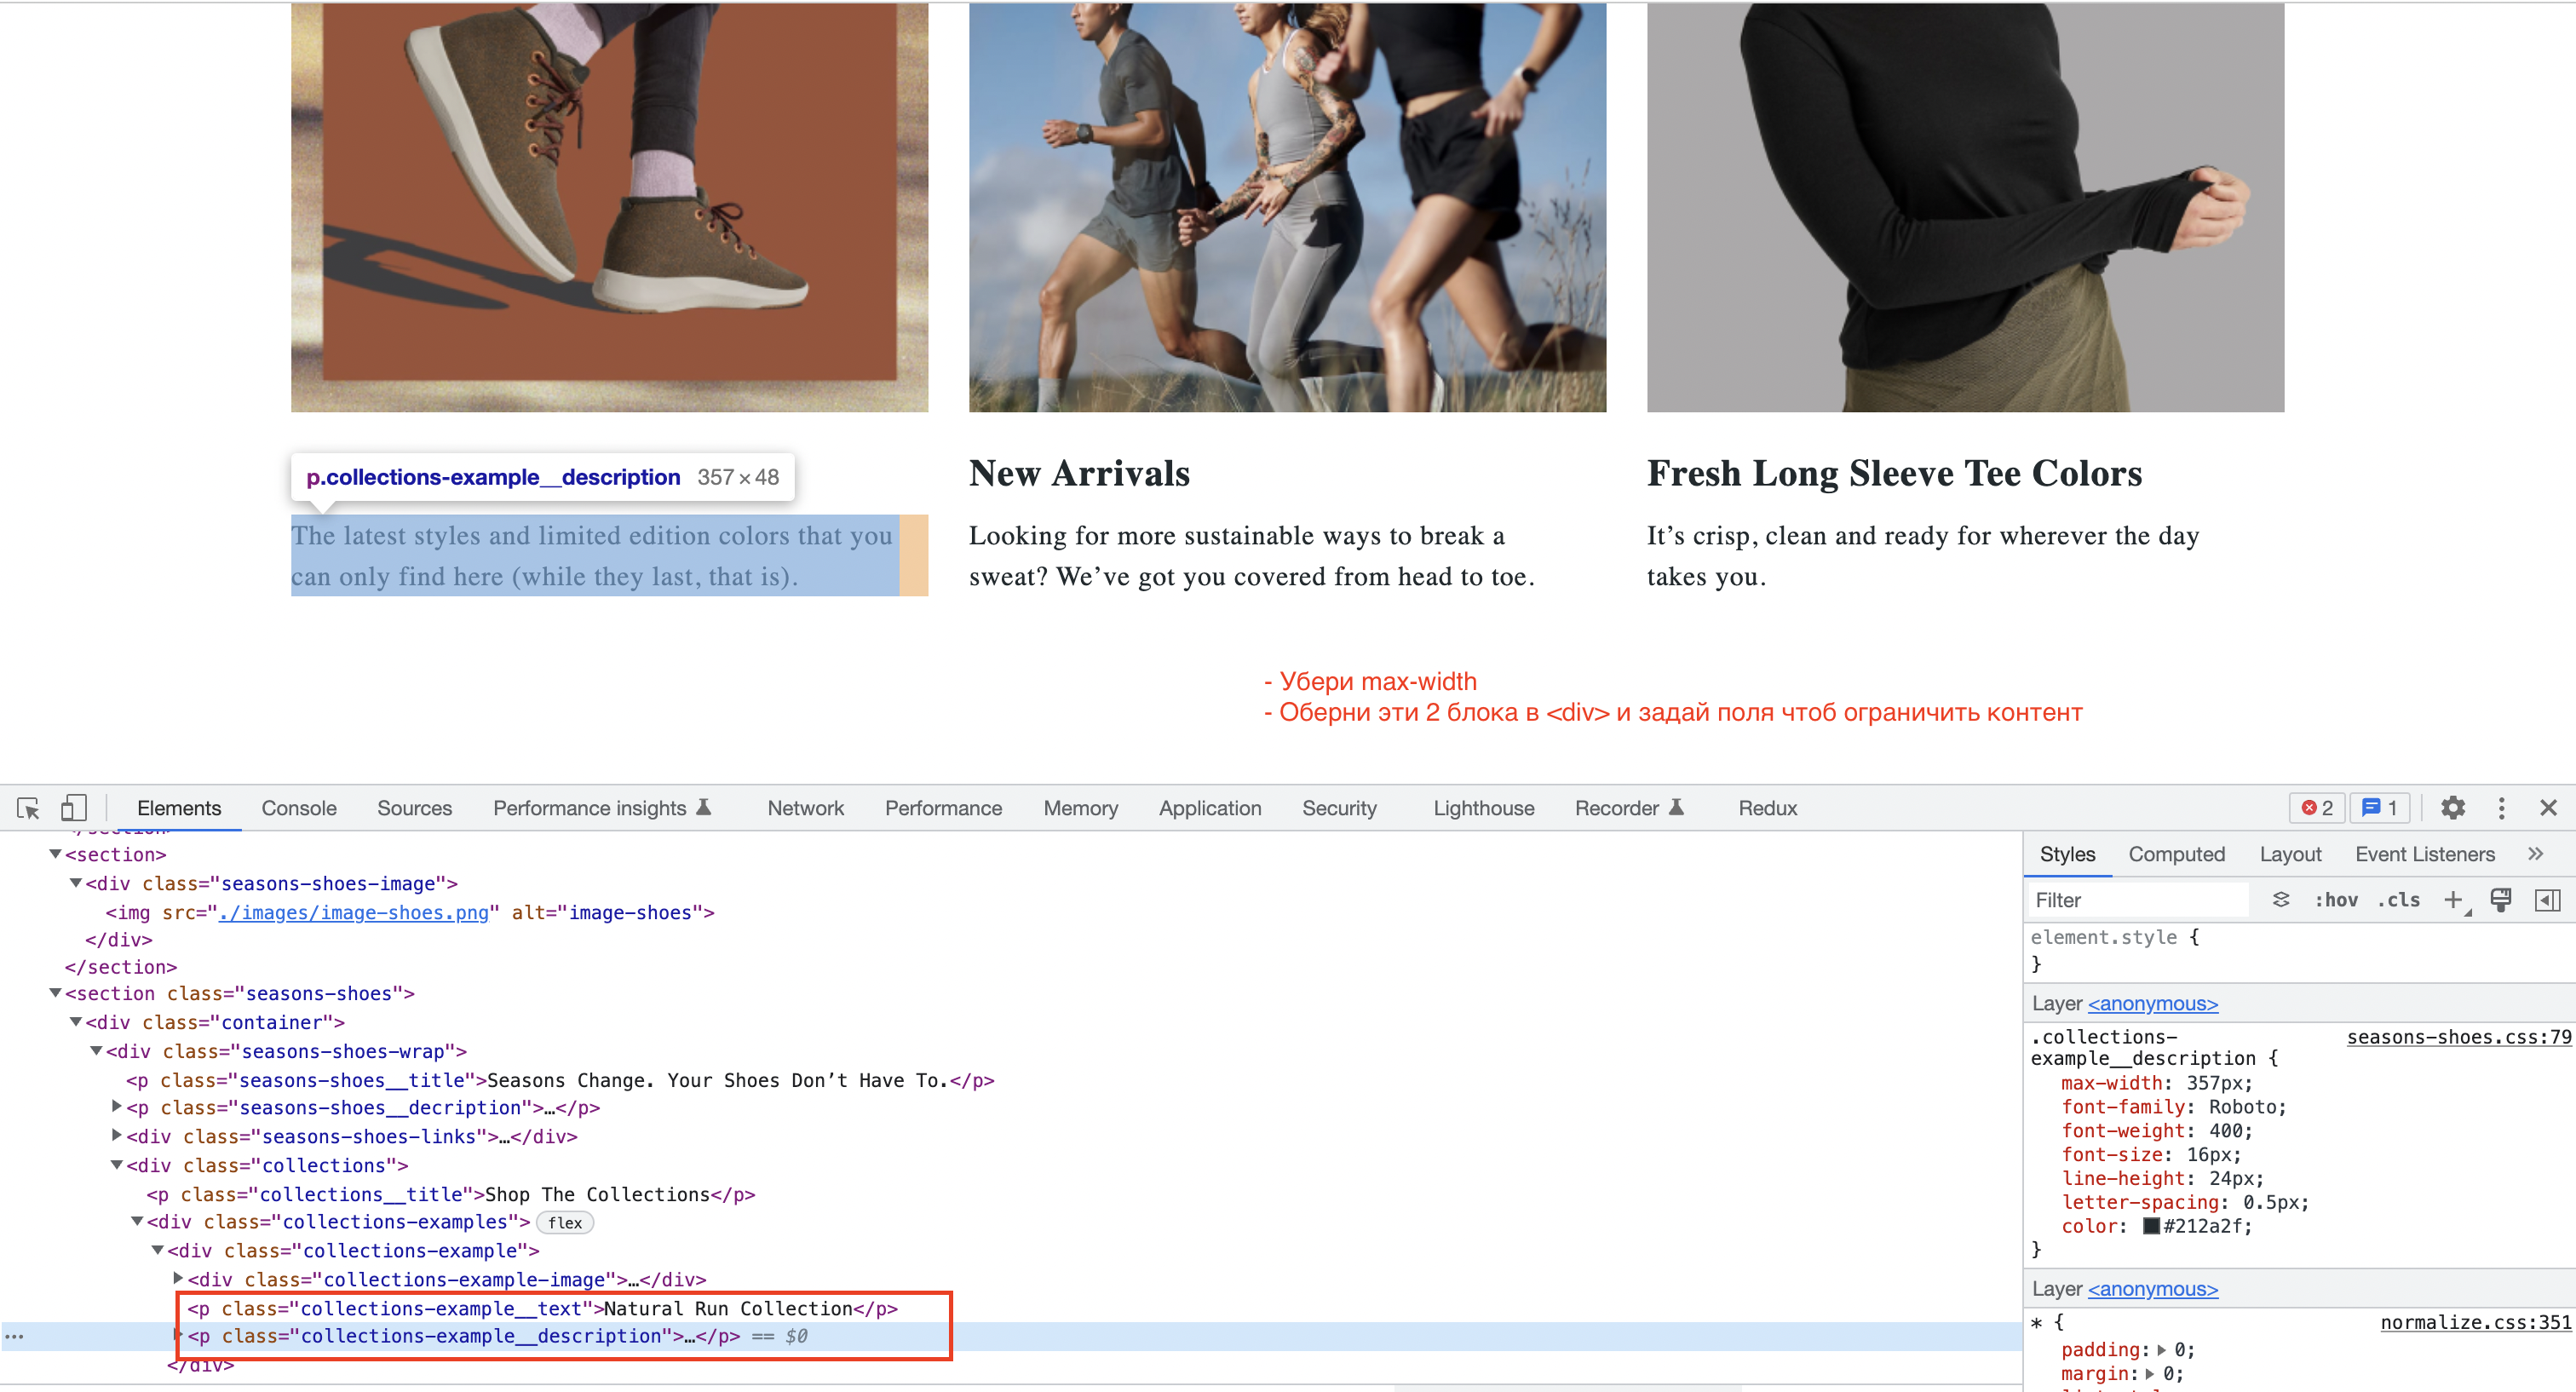 p.collections-example__description 357 × 48
The latest styles and limited edition colors that you
can only find here (while they last, that is).
New Arrivals
Looking for more sustainable ways to break a
sweat? We’ve got you covered from head to toe.
Fresh Long Sleeve Tee Colors
It’s crisp, clean and ready for wherever the day
takes you.
- Убери max-width
- Оберни эти 2 блока в <div> и задай поля чтоб ограничить контент
Elements Console Sources Performance insights Network Performance Memory Application Security Lighthouse Recorder Redux 2 1
</section>
<section>
<div class="seasons-shoes-image">
<img src="./images/image-shoes.png" alt="image-shoes">
</div>
</section>
<section class="seasons-shoes">
<div class="container">
<div class="seasons-shoes-wrap">
<p class="seasons-shoes__title">Seasons Change. Your Shoes Don’t Have To.</p>
<p class="seasons-shoes__decription">…</p>
<div class="seasons-shoes-links">…</div>
<div class="collections">
<p class="collections__title">Shop The Collections</p>
<div class="collections-examples> flex
<div class="collections-example">
<div class="collections-example-image">…</div>
<p class="collections-example__text">Natural Run Collection</p>
<p class="collections-example__description">…</p> == $0
</div>
Styles Computed Layout Event Listeners
Filter :hov .cls
element.style {
}
Layer <anonymous>
.collections- seasons-shoes.css:79
example__description {
max-width: 357px;
font-family: Roboto;
font-weight: 400;
font-size: 16px;
line-height: 24px;
letter-spacing: 0.5px;
color: #212a2f;
}
Layer <anonymous>
* { normalize.css:351
padding: 0;
margin: 0;